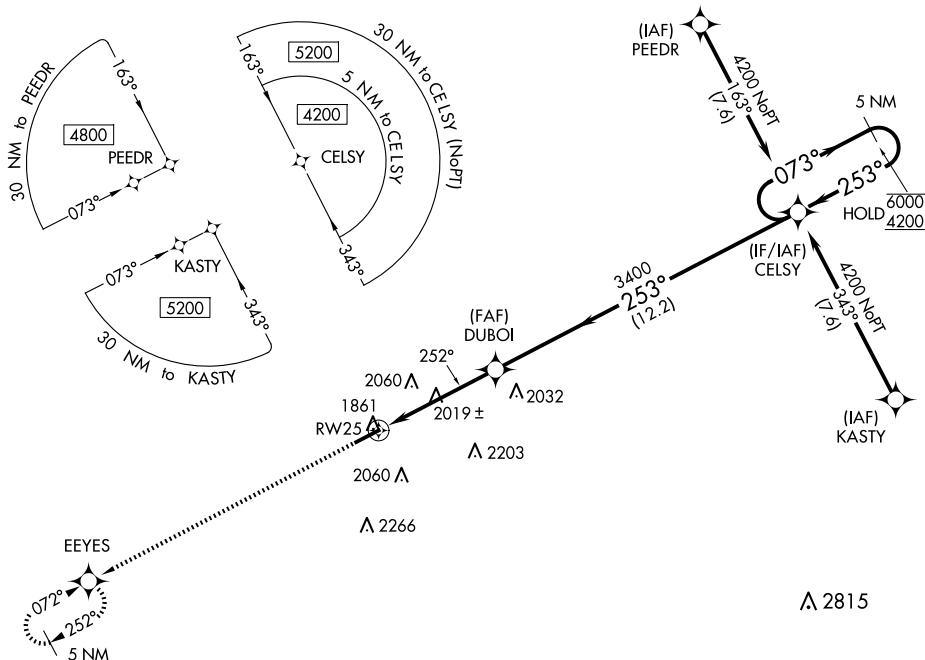 30 NM to PEEDR
163°
4800
PEEDR
073°
30 NM to CELSY (NoPT)
5200
163°
5 NM to CELSY
4200
CELSY
343°
073°
KASTY
5200
343°
30 NM to KASTY
(IAF)
PEEDR
4200 NoPT
163°
(7.6)
5 NM
073°
253°
HOLD
6000
4200
(IF/IAF)
CELSY
4200 NoPT
343°
(7.6)
(IAF)
KASTY
3400
253°
(12.2)
(FAF)
DUBOI
252°
2060
2019 ±
2032
1861
RW25
2203
2060
2266
EEYES
072°
252°
5 NM
2815